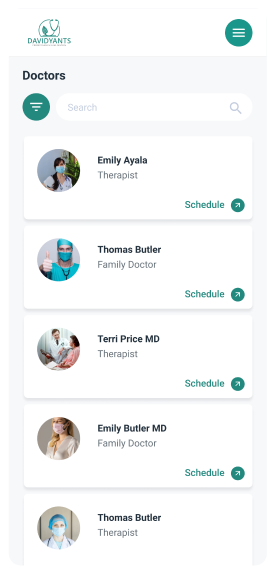 DAVIDYANTS
Doctors
Search
Emily Ayala
Therapist
Schedule
Thomas Butler
Family Doctor
Schedule
Terri Price MD
Therapist
Schedule
Emily Butler MD
Family Doctor
Schedule
Thomas Butler
Therapist